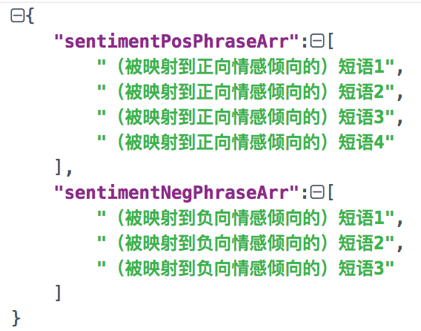 {
"sentimentPosPhraseArr":[
"（被映射到正向情感倾向的）短语1",
"（被映射到正向情感倾向的）短语2",
"（被映射到正向情感倾向的）短语3",
"（被映射到正向情感倾向的）短语4"
],
"sentimentNegPhraseArr":[
"（被映射到负向情感倾向的）短语1",
"（被映射到负向情感倾向的）短语2",
"（被映射到负向情感倾向的）短语3"
]
}